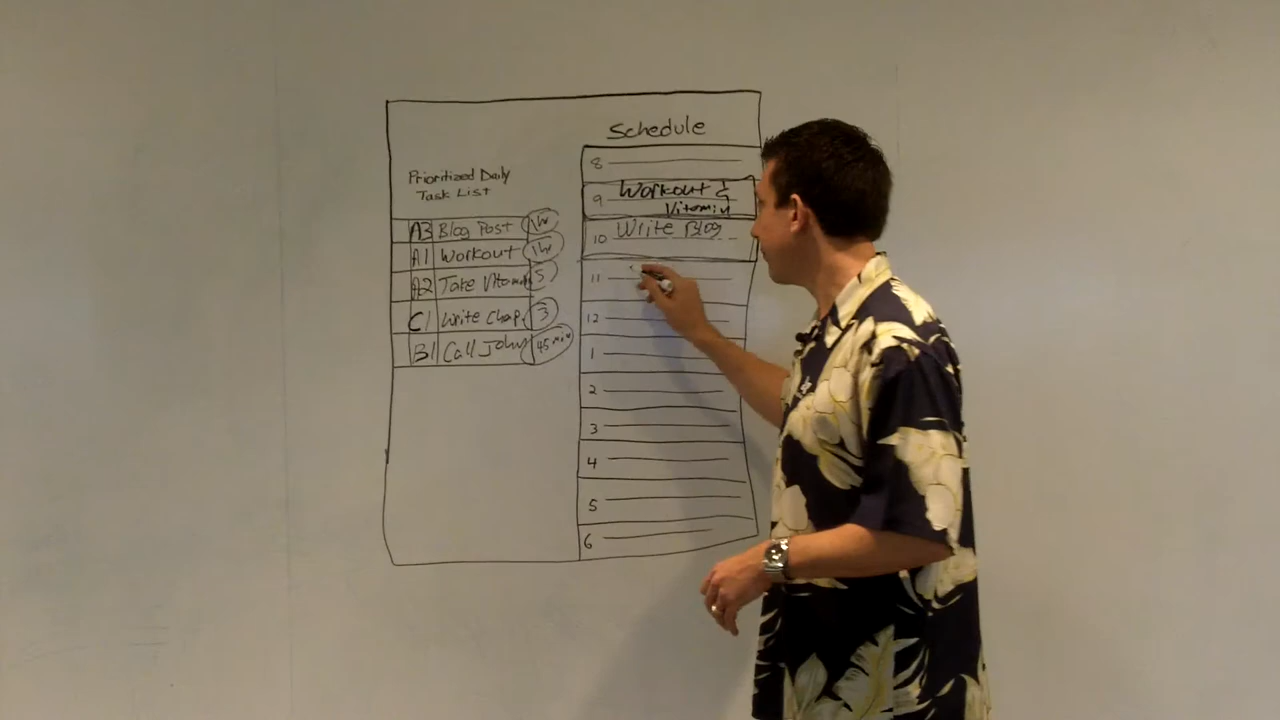 Schedule
Prioritized Daily
Task List
A3 Blog Post 1hr
A1 Workout 1hr
A2 Take Vitamin 5
C1 Write Chap. 3
B1 Call John 45 min
8
9 Workout &
Vitamin
10 Write Blog
11
12
1
2
3
4
5
6